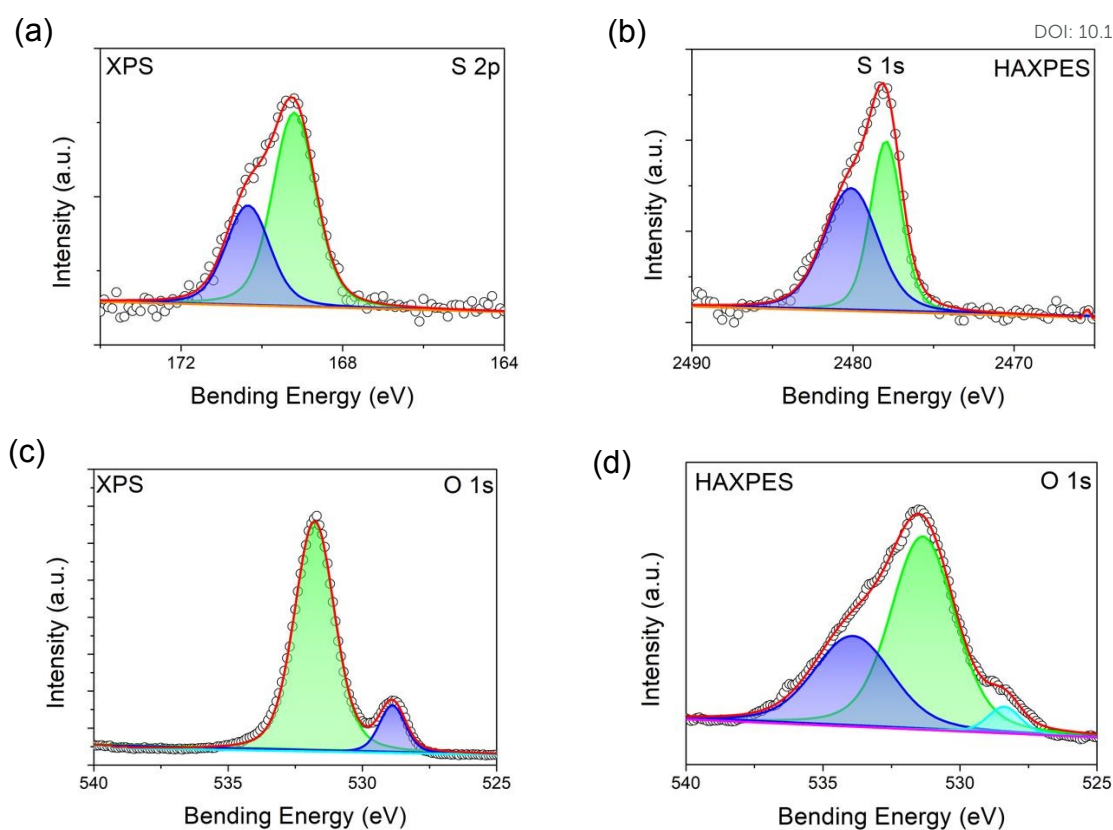 (a)
(b)
DOI: 10.1
XPS
S 2p
S 1s
HAXPES
Intensity (a.u.)
Intensity (a.u.)
172
168
164
2490
2480
2470
Bending Energy (eV)
Bending Energy (eV)
(c)
(d)
XPS
O 1s
HAXPES
O 1s
Intensity (a.u.)
Intensity (a.u.)
540
535
530
525
540
535
530
525
Bending Energy (eV)
Bending Energy (eV)